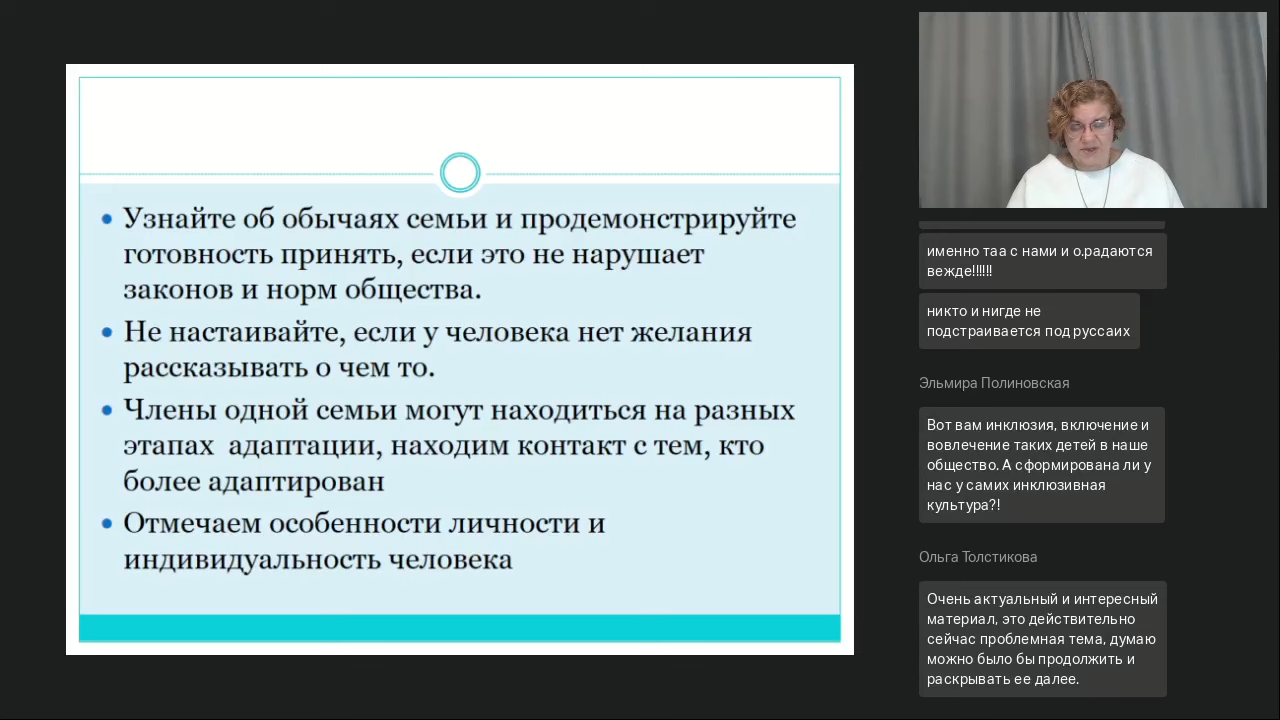 Узнайте об обычаях семьи и продемонстрируйте
готовность принять, если это не нарушает
законов и норм общества.
Не настаивайте, если у человека нет желания
рассказывать о чем то.
Члены одной семьи могут находиться на разных
этапах адаптации, находим контакт с тем, кто
более адаптирован
Отмечаем особенности личности и
индивидуальность человека
именно таа с нами и о.радаются
вежде!!!!!!
никто и нигде не
подстраивается под руссаих
Эльмира Полиновская
Вот вам инклюзия, включение и
вовлечение таких детей в наше
общество. А сформирована ли у
нас у самих инклюзивная
культура?!
Ольга Толстикова
Очень актуальный и интересный
материал, это действительно
сейчас проблемная тема, думаю
можно было бы продолжить и
раскрывать ее далее.